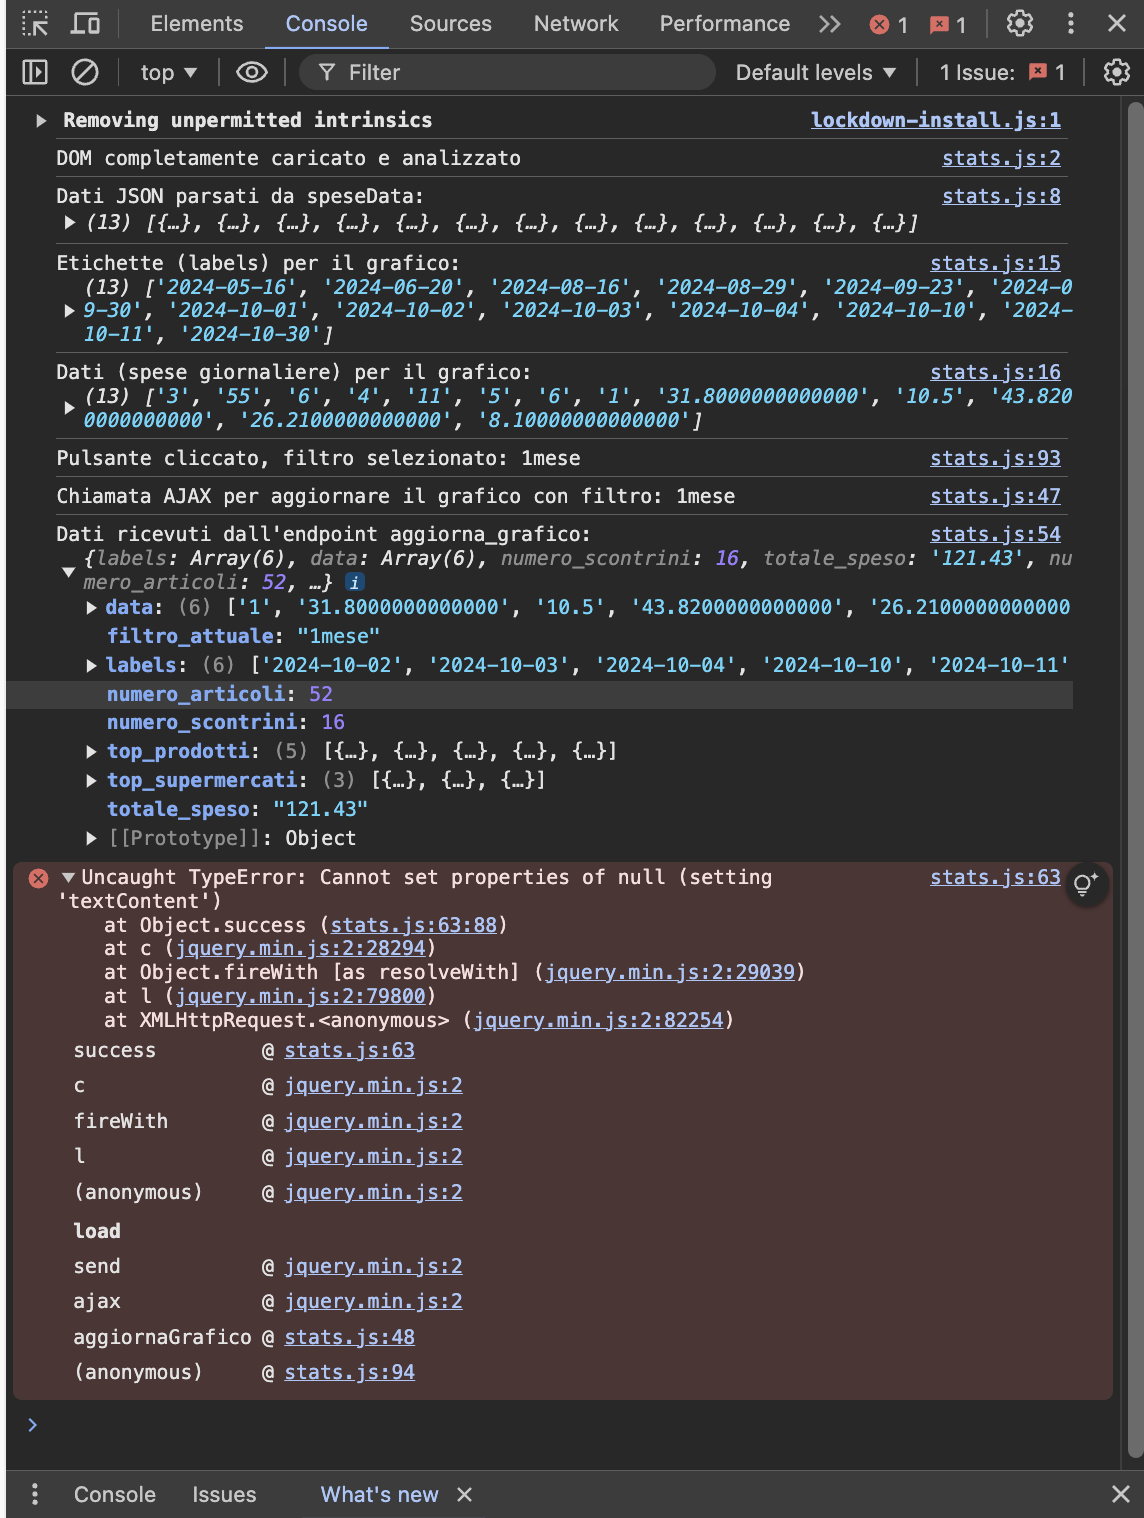 Elements Console Sources Network Performance 1 1
top Filter Default levels 1 Issue: 1
Removing unpermitted intrinsics lockdown-install.js:1
DOM completamente caricato e analizzato stats.js:2
Dati JSON parsati da speseData: stats.js:8
(13) [{…}, {…}, {…}, {…}, {…}, {…}, {…}, {…}, {…}, {…}, {…}, {…}, {…}]
Etichette (labels) per il grafico: stats.js:15
(13) ['2024-05-16', '2024-06-20', '2024-08-16', '2024-08-29', '2024-09-23', '2024-0
9-30', '2024-10-01', '2024-10-02', '2024-10-03', '2024-10-04', '2024-10-10', '2024-
10-11', '2024-10-30']
Dati (spese giornaliere) per il grafico: stats.js:16
(13) ['3', '55', '6', '4', '11', '5', '6', '1', '31.8000000000000', '10.5', '43.820
0000000000', '26.2100000000000', '8.10000000000000']
Pulsante cliccato, filtro selezionato: 1mese stats.js:93
Chiamata AJAX per aggiornare il grafico con filtro: 1mese stats.js:47
Dati ricevuti dall'endpoint aggiorna_grafico: stats.js:54
{labels: Array(6), data: Array(6), numero_scontrini: 16, totale_speso: '121.43', nu
mero_articoli: 52, …} i
data: (6) ['1', '31.8000000000000', '10.5', '43.8200000000000', '26.2100000000000
filtro_attuale: "1mese"
labels: (6) ['2024-10-02', '2024-10-03', '2024-10-04', '2024-10-10', '2024-10-11'
numero_articoli: 52
numero_scontrini: 16
top_prodotti: (5) [{…}, {…}, {…}, {…}, {…}]
top_supermercati: (3) [{…}, {…}, {…}]
totale_speso: "121.43"
[[Prototype]]: Object
Uncaught TypeError: Cannot set properties of null (setting stats.js:63
'textContent')
at Object.success (stats.js:63:88)
at c (jquery.min.js:2:28294)
at Object.fireWith [as resolveWith] (jquery.min.js:2:29039)
at l (jquery.min.js:2:79800)
at XMLHttpRequest.<anonymous> (jquery.min.js:2:82254)
success @ stats.js:63
c @ jquery.min.js:2
fireWith @ jquery.min.js:2
l @ jquery.min.js:2
(anonymous) @ jquery.min.js:2
load
send @ jquery.min.js:2
ajax @ jquery.min.js:2
aggiornaGrafico @ stats.js:48
(anonymous) @ stats.js:94
Console Issues What's new